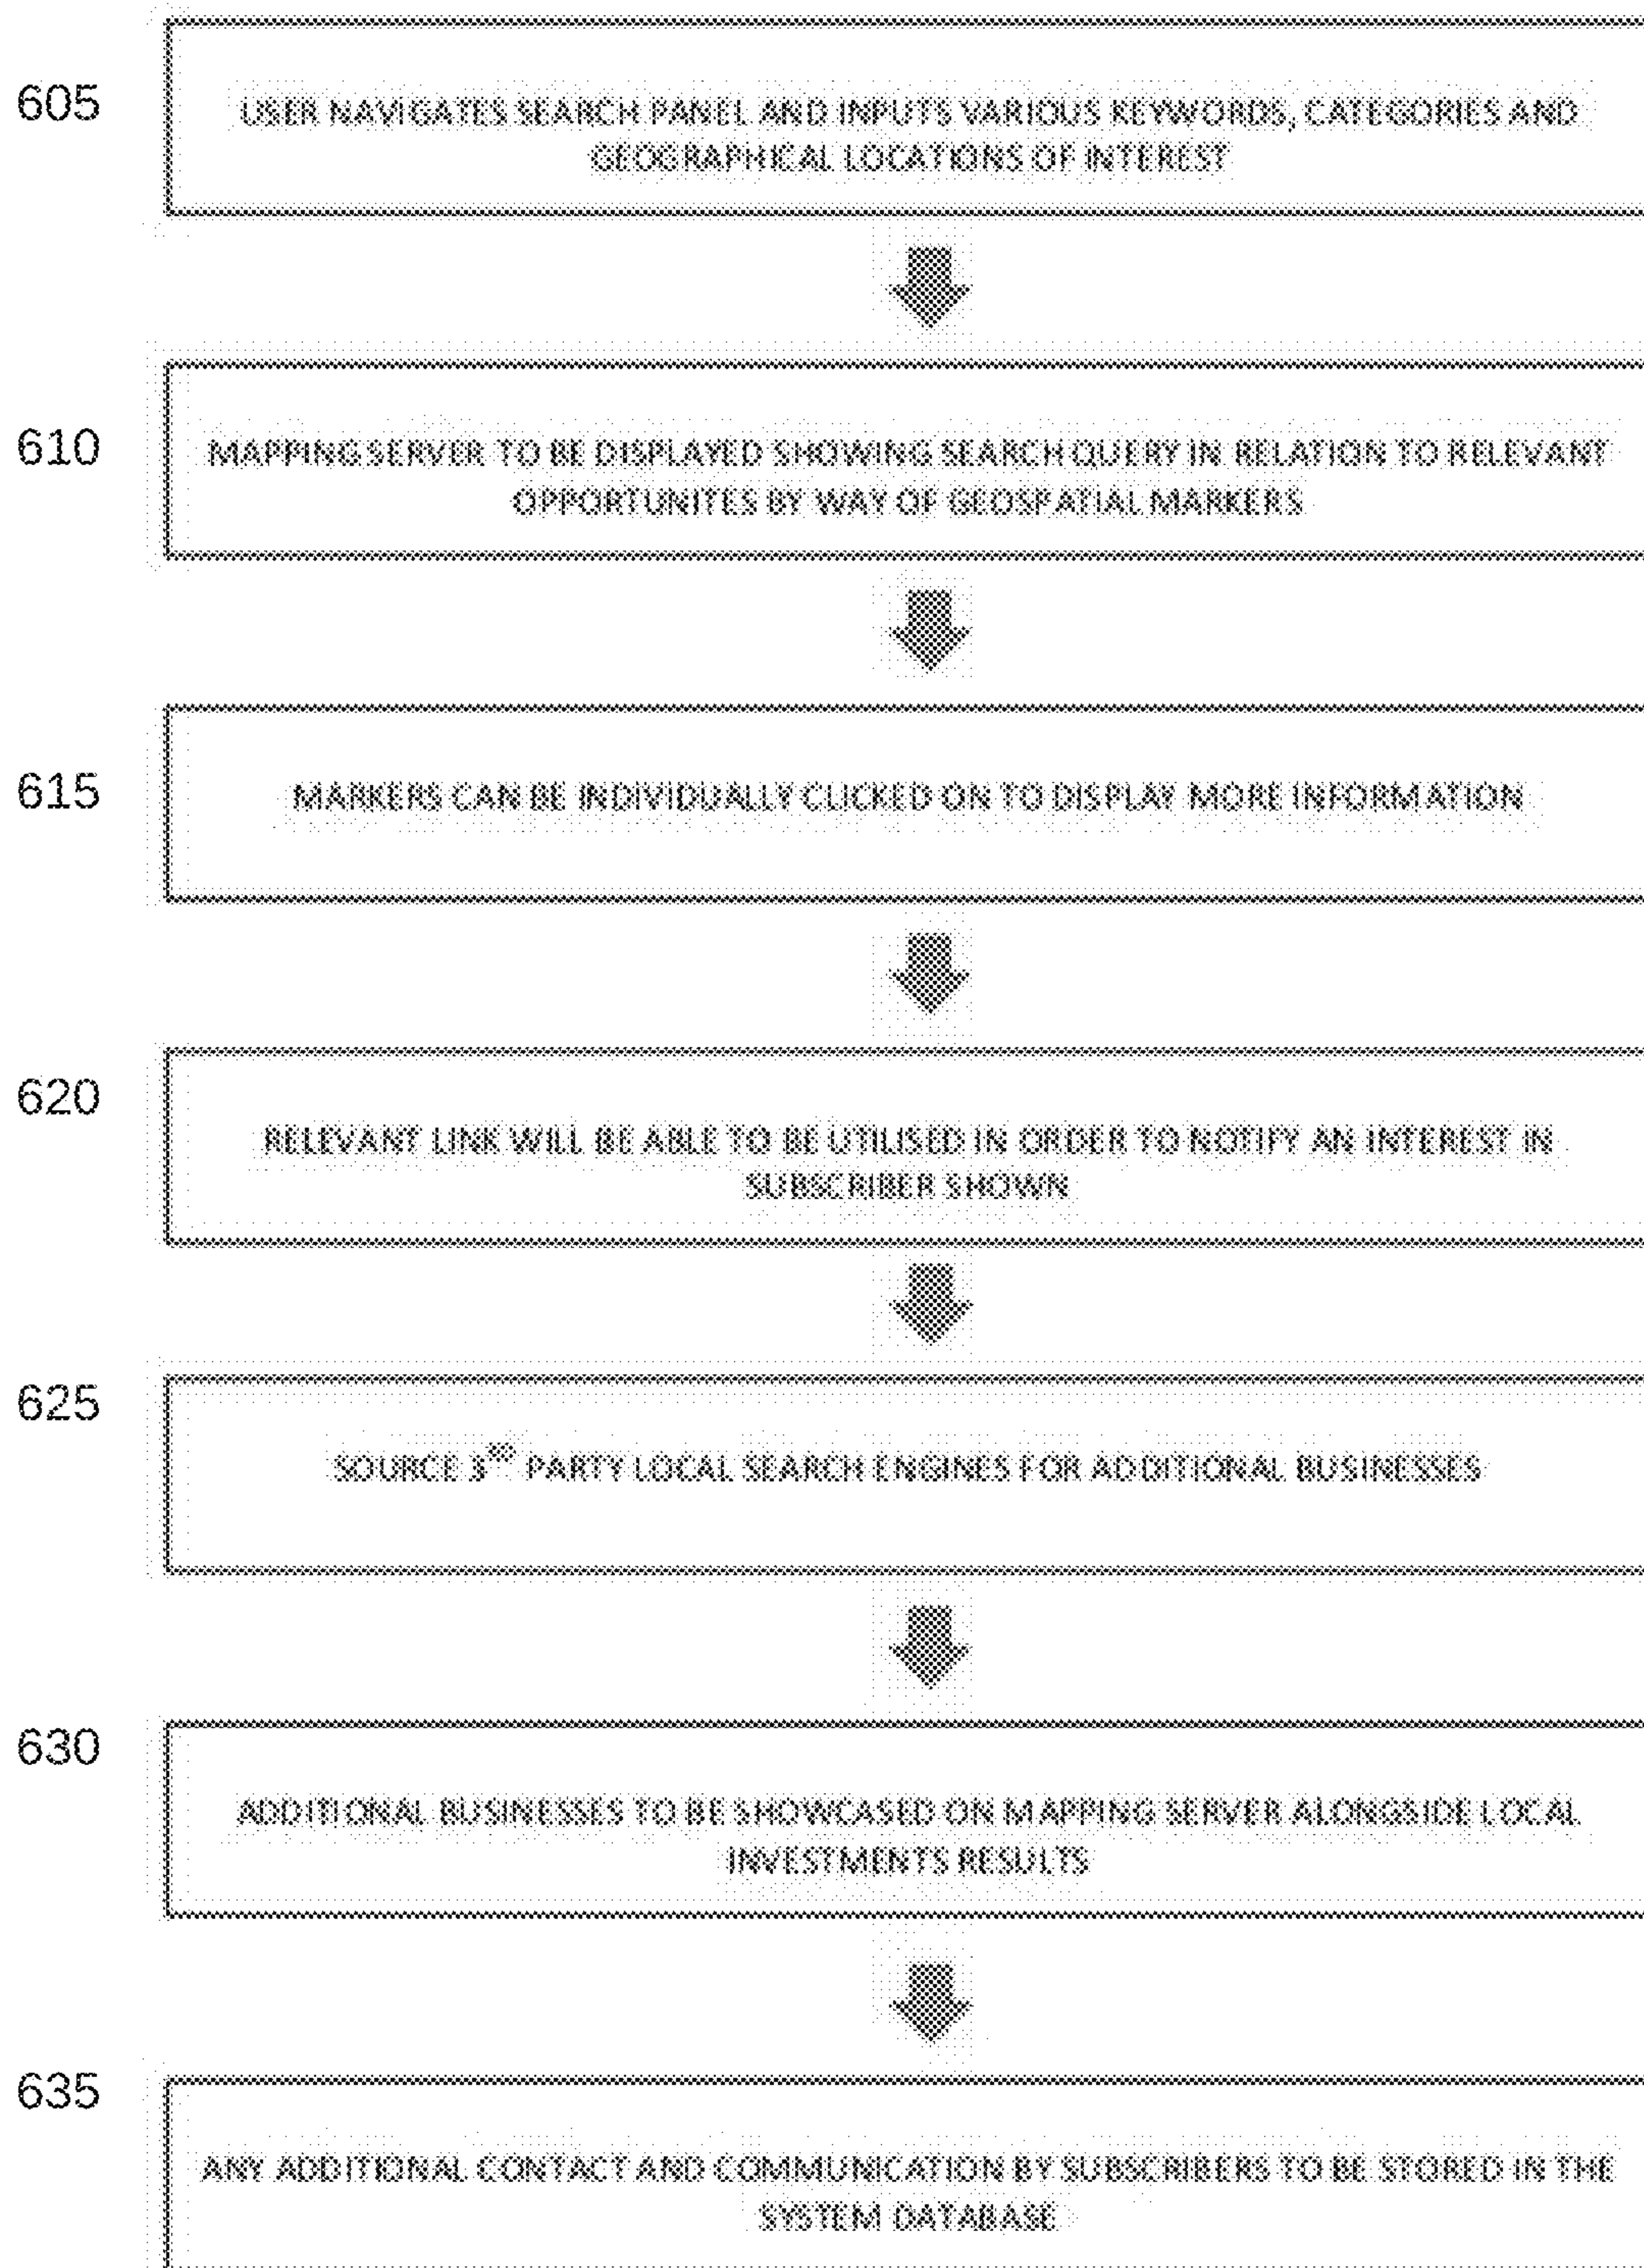 605
USER NAVIGATES SEARCH PANEL AND INPUTS VARIOUS KEYWORDS, CATEGORIES AND
GEOGRAPHICAL LOCATIONS OF INTEREST
610
MAPPING SERVER TO BE DISPLAYED SHOWING SEARCH QUERY IN RELATION TO RELEVANT
OPPORTUNITES BY WAY OF GEOSPATIAL MARKERS
615
MARKERS CAN BE INDIVIDUALLY CLICKED ON TO DISPLAY MORE INFORMATION
620
RELEVANT LINK WILL BE ABLE TO BE UTILISED IN ORDER TO NOTIFY AN INTEREST IN
SUBSCRIBER SHOWN
625
SOURCE 3RD PARTY LOCAL SEARCH ENGINES FOR ADDITIONAL BUSINESSES
630
ADDITIONAL BUSINESSES TO BE SHOWCASED ON MAPPING SERVER ALONGSIDE LOCAL
INVESTMENTS RESULTS
635
ANY ADDITIONAL CONTACT AND COMMUNICATION BY SUBSCRIBERS TO BE STORED IN THE
SYSTEM DATABASE